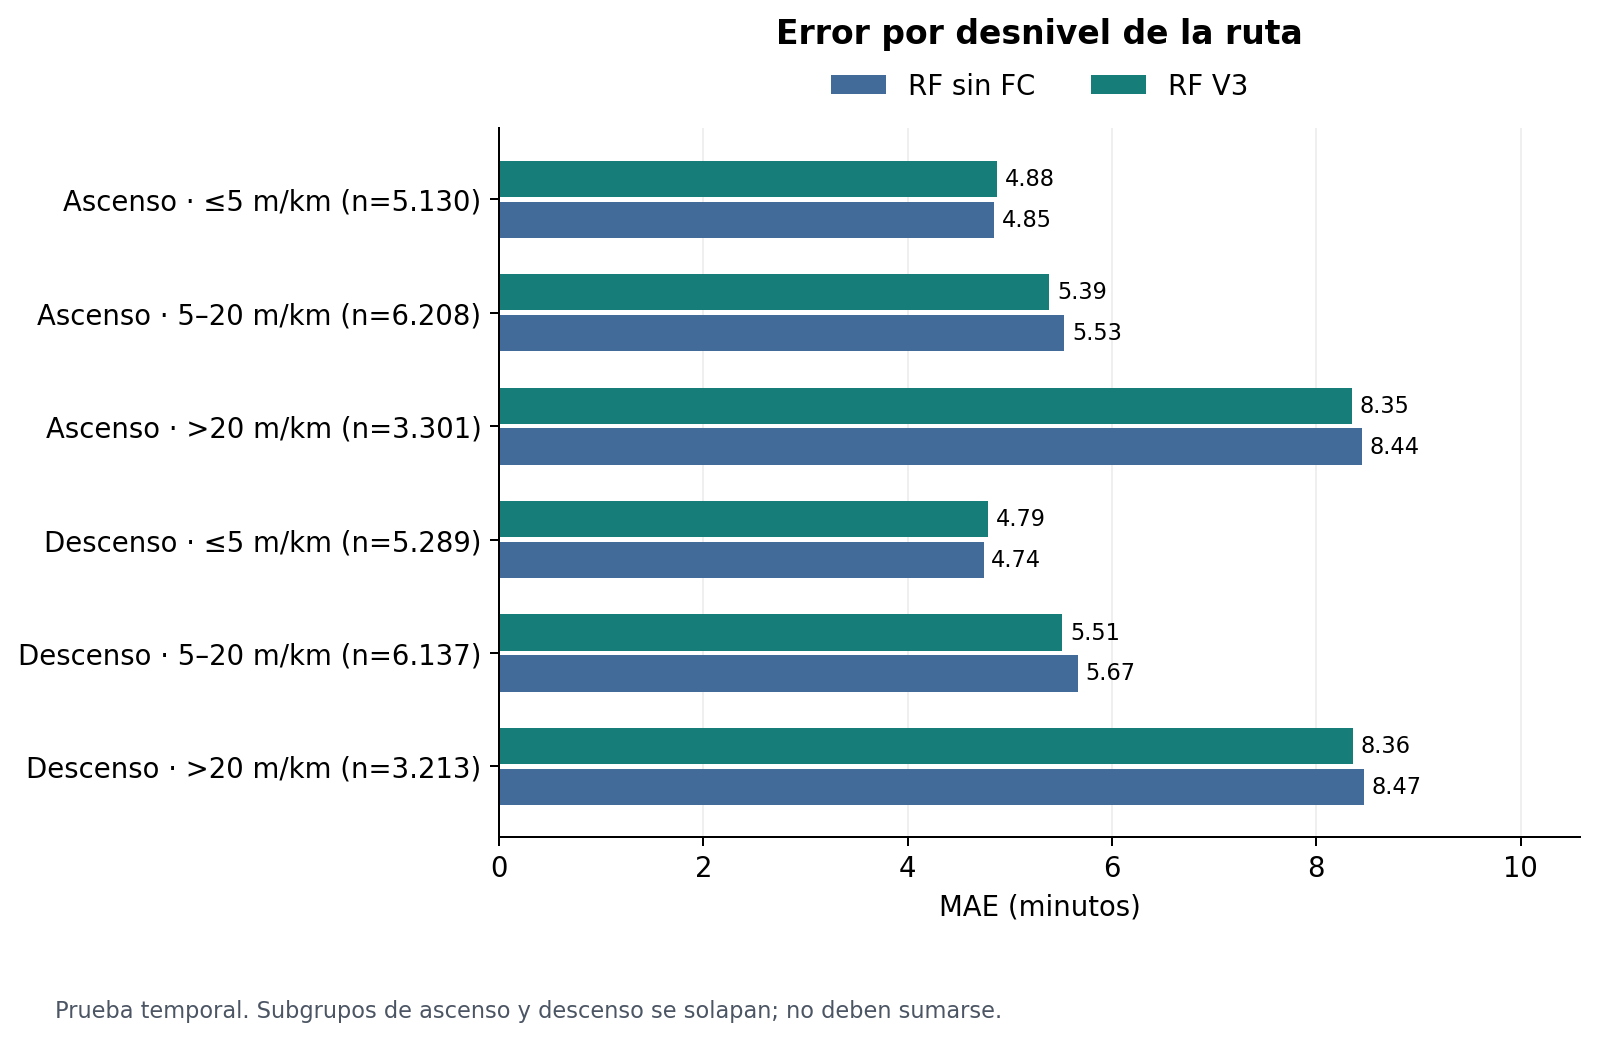 Error por desnivel de la ruta
RF sin FC
RF V3
Ascenso · ≤5 m/km (n=5.130)
4.88
4.85
Ascenso · 5–20 m/km (n=6.208)
5.39
5.53
Ascenso · >20 m/km (n=3.301)
8.35
8.44
Descenso · ≤5 m/km (n=5.289)
4.79
4.74
Descenso · 5–20 m/km (n=6.137)
5.51
5.67
Descenso · >20 m/km (n=3.213)
8.36
8.47
0 2 4 6 8 10
MAE (minutos)
Prueba temporal. Subgrupos de ascenso y descenso se solapan; no deben sumarse.